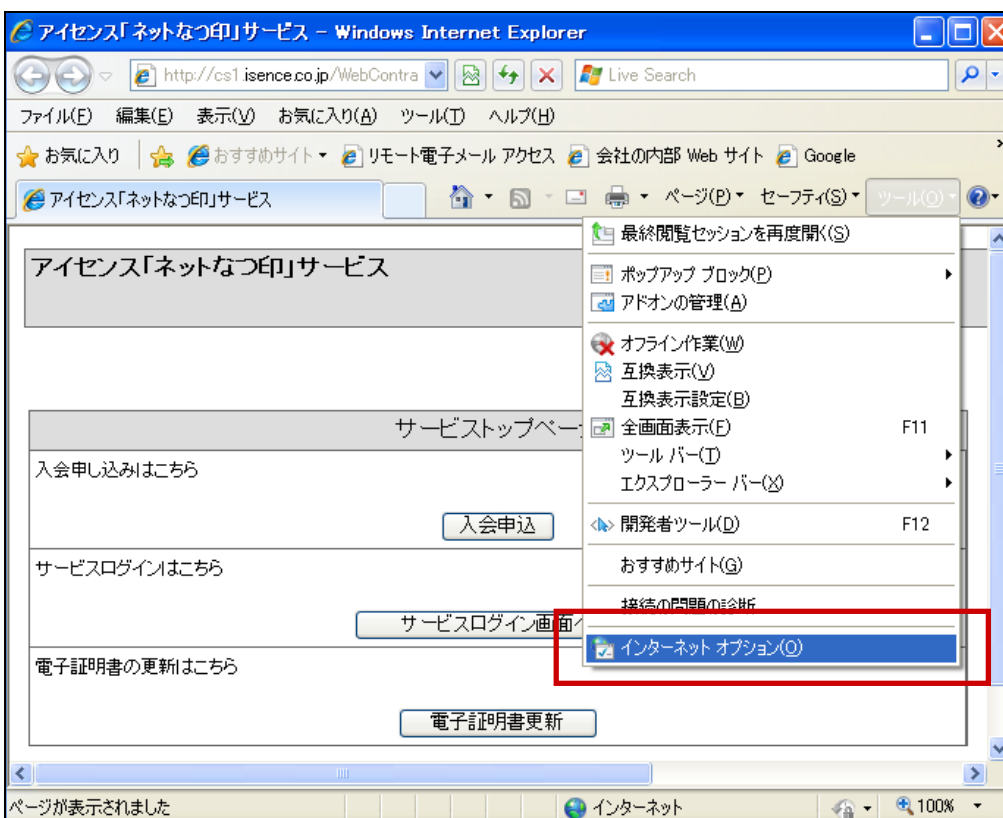 アイセンス「ネットなつ印」サービス - Windows Internet Explorer
http://cs1.isence.co.jp/WebContra Live Search
ファイル(F) 編集(E) 表示(V) お気に入り(A) ツール(T) ヘルプ(H)
お気に入り おすすめサイト リモート電子メール アクセス 会社の内部 Web サイト Google
アイセンス「ネットなつ印」サービス ページ(P) セーフティ(S) ツール(O)
最終閲覧セッションを再度開く(S)
アイセンス「ネットなつ印」サービス
ポップアップ ブロック(P)
アドオンの管理(A)
オフライン作業(W)
互換表示(V)
互換表示設定(B)
サービストップペー
全画面表示(F) F11
ツール バー(T)
入会申し込みはこちら
エクスプローラー バー(X)
入会申込
開発者ツール(D) F12
サービスログインはこちら
おすすめサイト(G)
接続の問題の診断
サービスログイン画面へ
インターネット オプション(O)
電子証明書の更新はこちら
電子証明書更新
ページが表示されました インターネット 100%